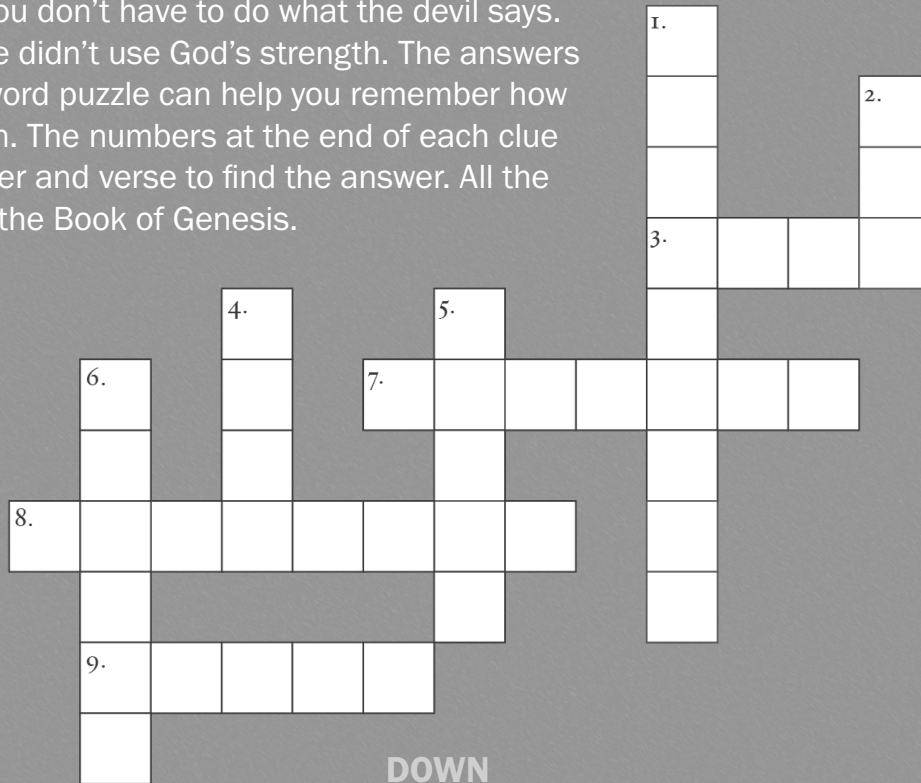 ou don't have to do what the devil says.
e didn't use God's strength. The answers
word puzzle can help you remember how
n. The numbers at the end of each clue
er and verse to find the answer. All the
the Book of Genesis.
1.
2.
3.
4.
5.
6.
7.
8.
9.
DOWN